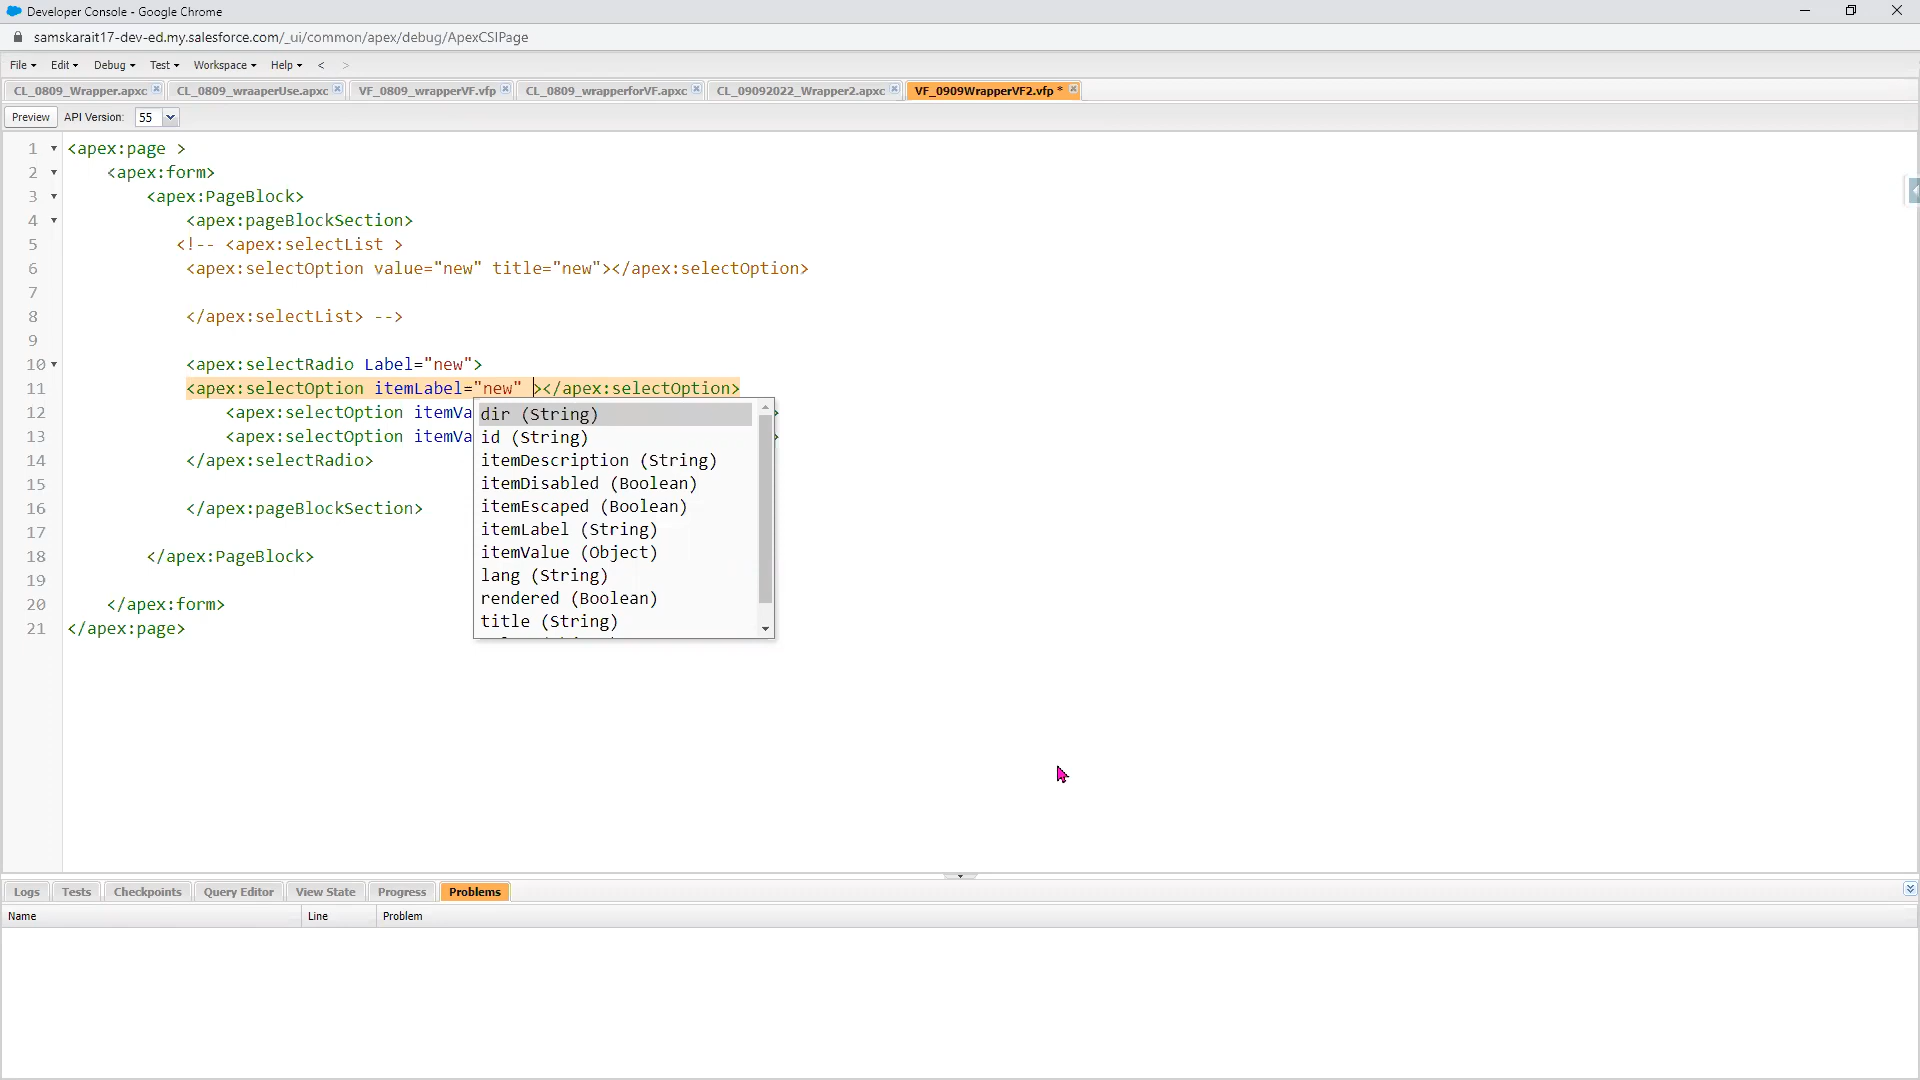 Developer Console - Google Chrome
samskarait17-dev-ed.my.salesforce.com/_ui/common/apex/debug/ApexCSIPage
File Edit Debug Test Workspace Help < >
CL_0809_Wrapper.apxc CL_0809_wraaperUse.apxc VF_0809_wrapperVF.vfp CL_0809_wrapperforVF.apxc CL_09092022_Wrapper2.apxc VF_0909WrapperVF2.vfp *
Preview API Version: 55
1 <apex:page >
2 <apex:form>
3 <apex:PageBlock>
4 <apex:pageBlockSection>
5 <!-- <apex:selectList >
6 <apex:selectOption value="new" title="new"></apex:selectOption>
7
8 </apex:selectList> -->
9
10 <apex:selectRadio Label="new">
11 <apex:selectOption itemLabel="new" ></apex:selectOption>
12 <apex:selectOption itemVa >
13 <apex:selectOption itemVa >
14 </apex:selectRadio>
15
16 </apex:pageBlockSection>
17
18 </apex:PageBlock>
19
20 </apex:form>
21 </apex:page>
dir (String)
id (String)
itemDescription (String)
itemDisabled (Boolean)
itemEscaped (Boolean)
itemLabel (String)
itemValue (Object)
lang (String)
rendered (Boolean)
title (String)
Logs Tests Checkpoints Query Editor View State Progress Problems
Name Line Problem